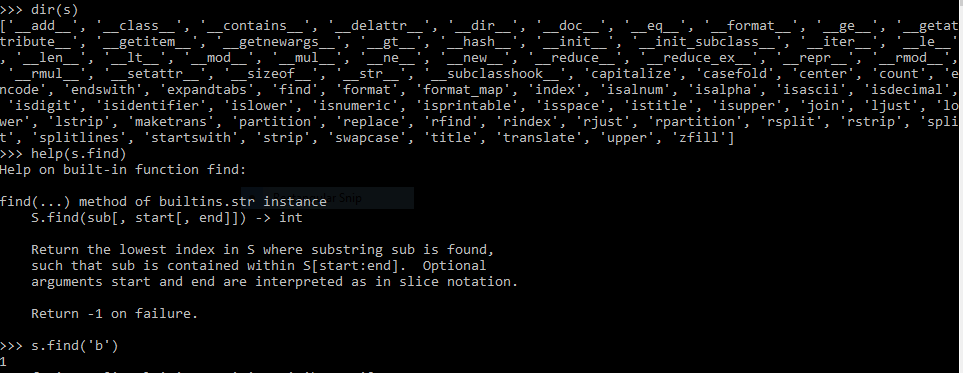 >>> dir(s)
['__add__', '__class__', '__contains__', '__delattr__', '__dir__', '__doc__', '__eq__', '__format__', '__ge__', '__getat
tribute__', '__getitem__', '__getnewargs__', '__gt__', '__hash__', '__init__', '__init_subclass__', '__iter__', '__le__'
, '__len__', '__lt__', '__mod__', '__mul__', '__ne__', '__new__', '__reduce__', '__reduce_ex__', '__repr__', '__rmod__',
'__rmul__', '__setattr__', '__sizeof__', '__str__', '__subclasshook__', 'capitalize', 'casefold', 'center', 'count', 'e
ncode', 'endswith', 'expandtabs', 'find', 'format', 'format_map', 'index', 'isalnum', 'isalpha', 'isascii', 'isdecimal',
'isdigit', 'isidentifier', 'islower', 'isnumeric', 'isprintable', 'isspace', 'istitle', 'isupper', 'join', 'ljust', 'lo
wer', 'lstrip', 'maketrans', 'partition', 'replace', 'rfind', 'rindex', 'rjust', 'rpartition', 'rsplit', 'rstrip', 'spli
t', 'splitlines', 'startswith', 'strip', 'swapcase', 'title', 'translate', 'upper', 'zfill']
>>> help(s.find)
Help on built-in function find:
find(...) method of builtins.str instance
S.find(sub[, start[, end]]) -> int
Return the lowest index in S where substring sub is found,
such that sub is contained within S[start:end].  Optional
arguments start and end are interpreted as in slice notation.
Return -1 on failure.
>>> s.find('b')
1